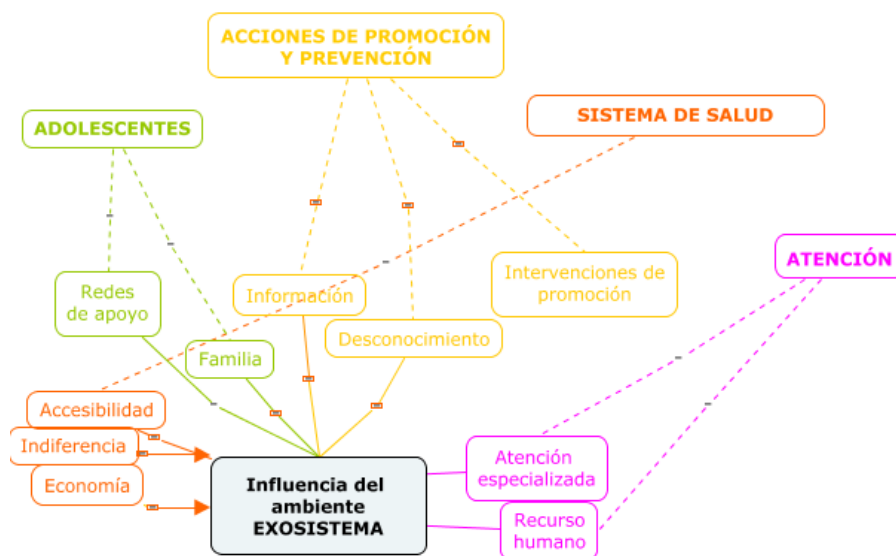 ACCIONES DE PROMOCIÓN
Y PREVENCIÓN
SISTEMA DE SALUD
ADOLESCENTES
ATENCIÓN
Redes
de apoyo
Información
Intervenciones de
promoción
Desconocimiento
Familia
Accesibilidad
Indiferencia
Economía
Influencia del
ambiente
EXOSISTEMA
Atención
especializada
Recurso
humano